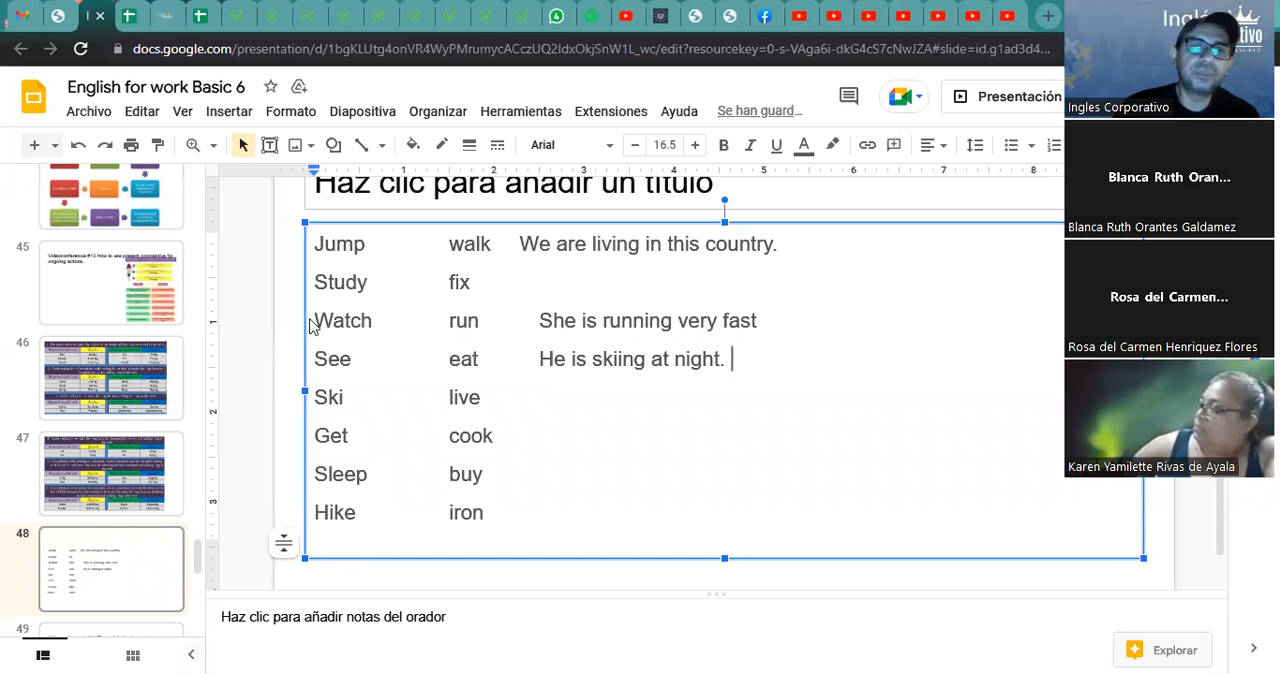 docs.google.com/presentation/d/1bgKLUtg4onVR4WyPMrumycACczUQ2IdxOkjSnW1L_wc/edit?resourcekey=0-s-VAga6i-dkG4cS7cNwJZA#slide=id.g1ad3d4...
English for work Basic 6
Archivo Editar Ver Insertar Formato Diapositiva Organizar Herramientas Extensiones Ayuda Se han guard...
Presentación
Arial 16.5
Haz clic para añadir un título
Jump walk We are living in this country.
Study fix
Watch run She is running very fast
See eat He is skiing at night.
Ski live
Get cook
Sleep buy
Hike iron
45
Videoconferencia #13 How to use present progressive for
ongoing actions.
46
47
48
49
Haz clic para añadir notas del orador
Explorar
Ingles Corporativo
Blanca Ruth Oran...
Blanca Ruth Orantes Galdamez
Rosa del Carmen...
Rosa del Carmen Henriquez Flores
Karen Yamilette Rivas de Ayala